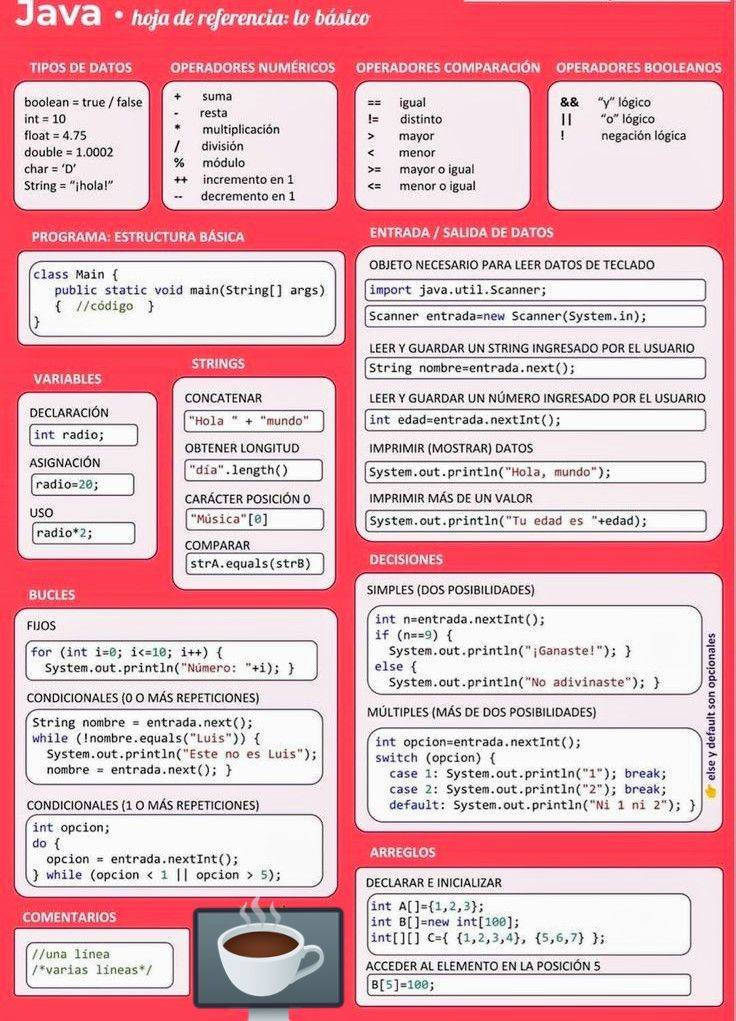 Java • hoja de referencia: lo básico
TIPOS DE DATOS
boolean = true / false
int = 10
float = 4.75
double = 1.0002
char = ‘D’
String = “¡hola!”
OPERADORES NUMÉRICOS
+ suma
- resta
* multiplicación
/ división
% módulo
++ incremento en 1
-- decremento en 1
OPERADORES COMPARACIÓN
== igual
!= distinto
> mayor
< menor
>= mayor o igual
<= menor o igual
OPERADORES BOOLEANOS
&& “y” lógico
|| “o” lógico
! negación lógica
PROGRAMA: ESTRUCTURA BÁSICA
class Main {
public static void main(String[] args)
{ //código }
}
VARIABLES
DECLARACIÓN
int radio;
ASIGNACIÓN
radio=20;
USO
radio*2;
STRINGS
CONCATENAR
"Hola " + "mundo"
OBTENER LONGITUD
"día".length()
CARÁCTER POSICIÓN 0
"Música"[0]
COMPARAR
strA.equals(strB)
ENTRADA / SALIDA DE DATOS
OBJETO NECESARIO PARA LEER DATOS DE TECLADO
import java.util.Scanner;
Scanner entrada=new Scanner(System.in);
LEER Y GUARDAR UN STRING INGRESADO POR EL USUARIO
String nombre=entrada.next();
LEER Y GUARDAR UN NÚMERO INGRESADO POR EL USUARIO
int edad=entrada.nextInt();
IMPRIMIR (MOSTRAR) DATOS
System.out.println("Hola, mundo");
IMPRIMIR MÁS DE UN VALOR
System.out.println("Tu edad es "+edad);
BUCLES
FIJOS
for (int i=0; i<=10; i++) {
System.out.println("Número: "+i); }
CONDICIONALES (0 O MÁS REPETICIONES)
String nombre = entrada.next();
while (!nombre.equals("Luis")) {
System.out.println("Este no es Luis");
nombre = entrada.next(); }
CONDICIONALES (1 O MÁS REPETICIONES)
int opcion;
do {
opcion = entrada.nextInt();
} while (opcion < 1 || opcion > 5);
DECISIONES
SIMPLES (DOS POSIBILIDADES)
int n=entrada.nextInt();
if (n==9) {
System.out.println("¡Ganaste!"); }
else {
System.out.println("No adivinaste"); }
MÚLTIPLES (MÁS DE DOS POSIBILIDADES)
int opcion=entrada.nextInt();
switch (opcion) {
case 1: System.out.println("1"); break;
case 2: System.out.println("2"); break;
default: System.out.println("Ni 1 ni 2"); }
👉 else y default son opcionales
COMENTARIOS
//una línea
/*varias líneas*/
ARREGLOS
DECLARAR E INICIALIZAR
int A[]={1,2,3};
int B[]=new int[100];
int[][] C={ {1,2,3,4}, {5,6,7} };
ACCEDER AL ELEMENTO EN LA POSICIÓN 5
B[5]=100;